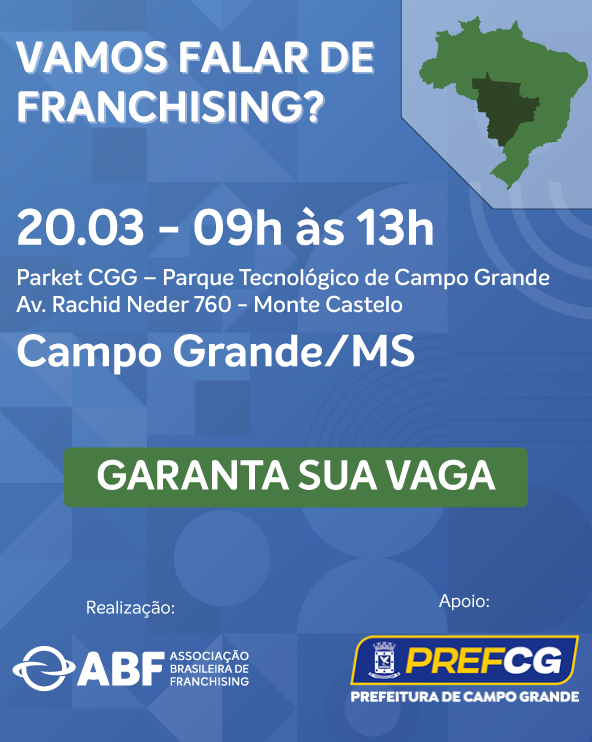 VAMOS FALAR DE
FRANCHISING?
20.03 - 09h às 13h
Parket CGG – Parque Tecnológico de Campo Grande
Av. Rachid Neder 760 - Monte Castelo
Campo Grande/MS
GARANTA SUA VAGA
Realização:
Apoio:
ABF ASSOCIAÇÃO
BRASILEIRA DE
FRANCHISING
PREFCG
PREFEITURA DE CAMPO GRANDE